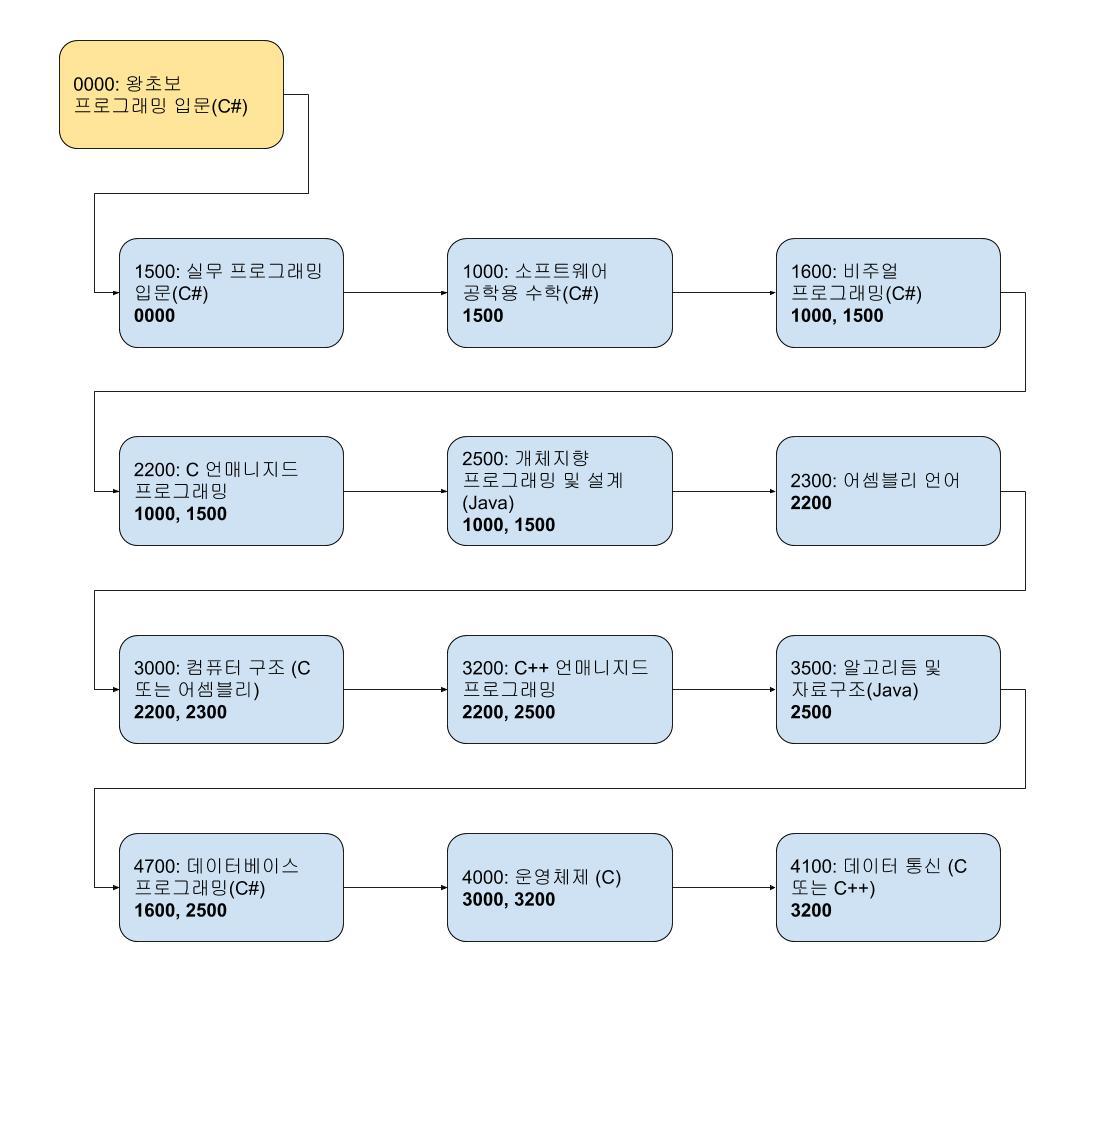 0000: 왕초보
프로그래밍 입문(C#)
1500: 실무 프로그래밍
입문(C#)
0000
1000: 소프트웨어
공학용 수학(C#)
1500
1600: 비주얼
프로그래밍(C#)
1000, 1500
2200: C 언매니지드
프로그래밍
1000, 1500
2500: 개체지향
프로그래밍 및 설계
(Java)
1000, 1500
2300: 어셈블리 언어
2200
3000: 컴퓨터 구조 (C
또는 어셈블리)
2200, 2300
3200: C++ 언매니지드
프로그래밍
2200, 2500
3500: 알고리듬 및
자료구조(Java)
2500
4700: 데이터베이스
프로그래밍(C#)
1600, 2500
4000: 운영체제 (C)
3000, 3200
4100: 데이터 통신 (C
또는 C++)
3200